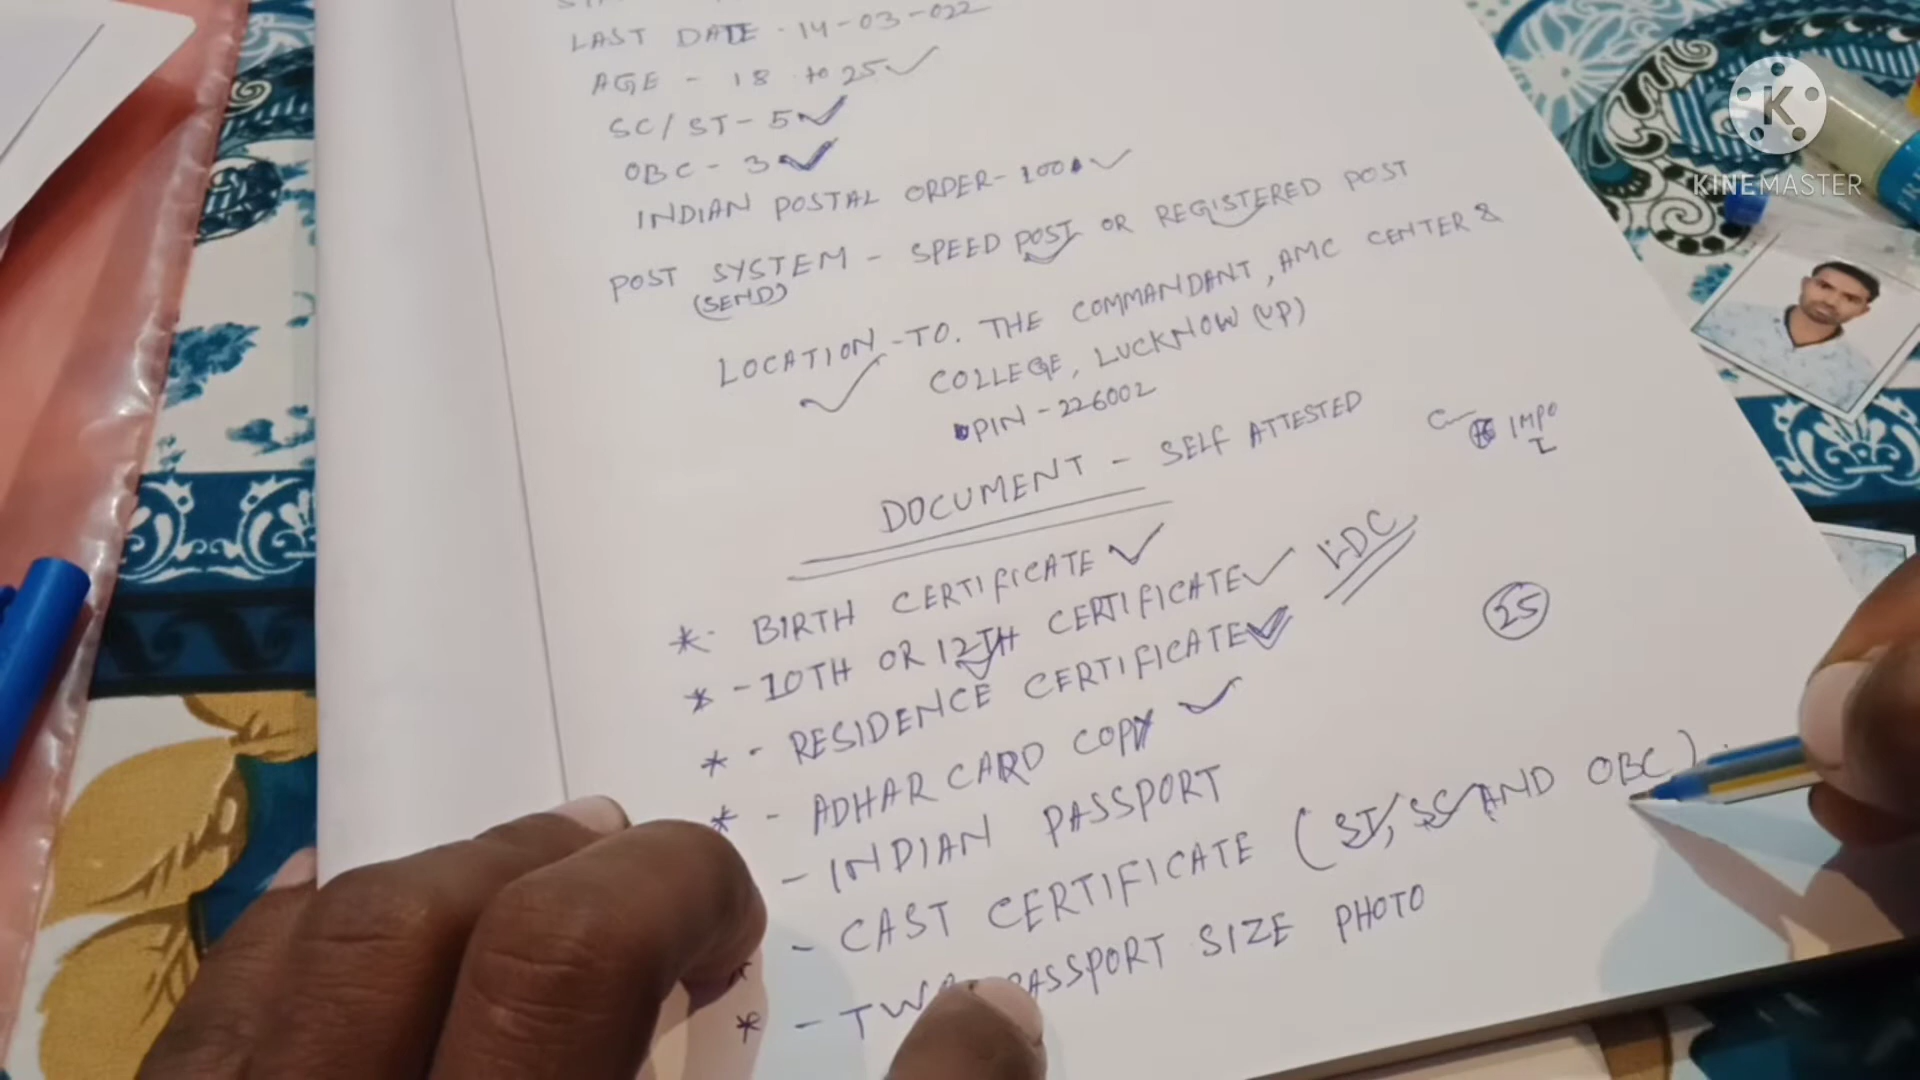 LAST DATE - 14-03-022
AGE - 18 to 25
SC/ ST - 5
OBC - 3
INDIAN POSTAL ORDER - 100
POST SYSTEM - SPEED POST OR REGISTERED POST
(SEND)
LOCATION - TO. THE COMMANDANT, AMC CENTER &
COLLEGE, LUCKNOW (UP)
PIN - 226002
DOCUMENT - SELF ATTESTED
IMPO
* - BIRTH CERTIFICATE
* - 10TH OR 12TH CERTIFICATE LDC
* - RESIDENCE CERTIFICATE
25
* - ADHAR CARD COPY
- INDIAN PASSPORT
- CAST CERTIFICATE (ST, SC AND OBC)
* - TWO PASSPORT SIZE PHOTO
K
KINEMASTER